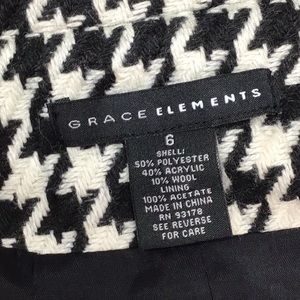 GRACE ELEMENTS
6
SHELL:
50% POLYESTER
40% ACRYLIC
10% WOOL
LINING
100% ACETATE
MADE IN CHINA
RN 93178
SEE REVERSE
FOR CARE